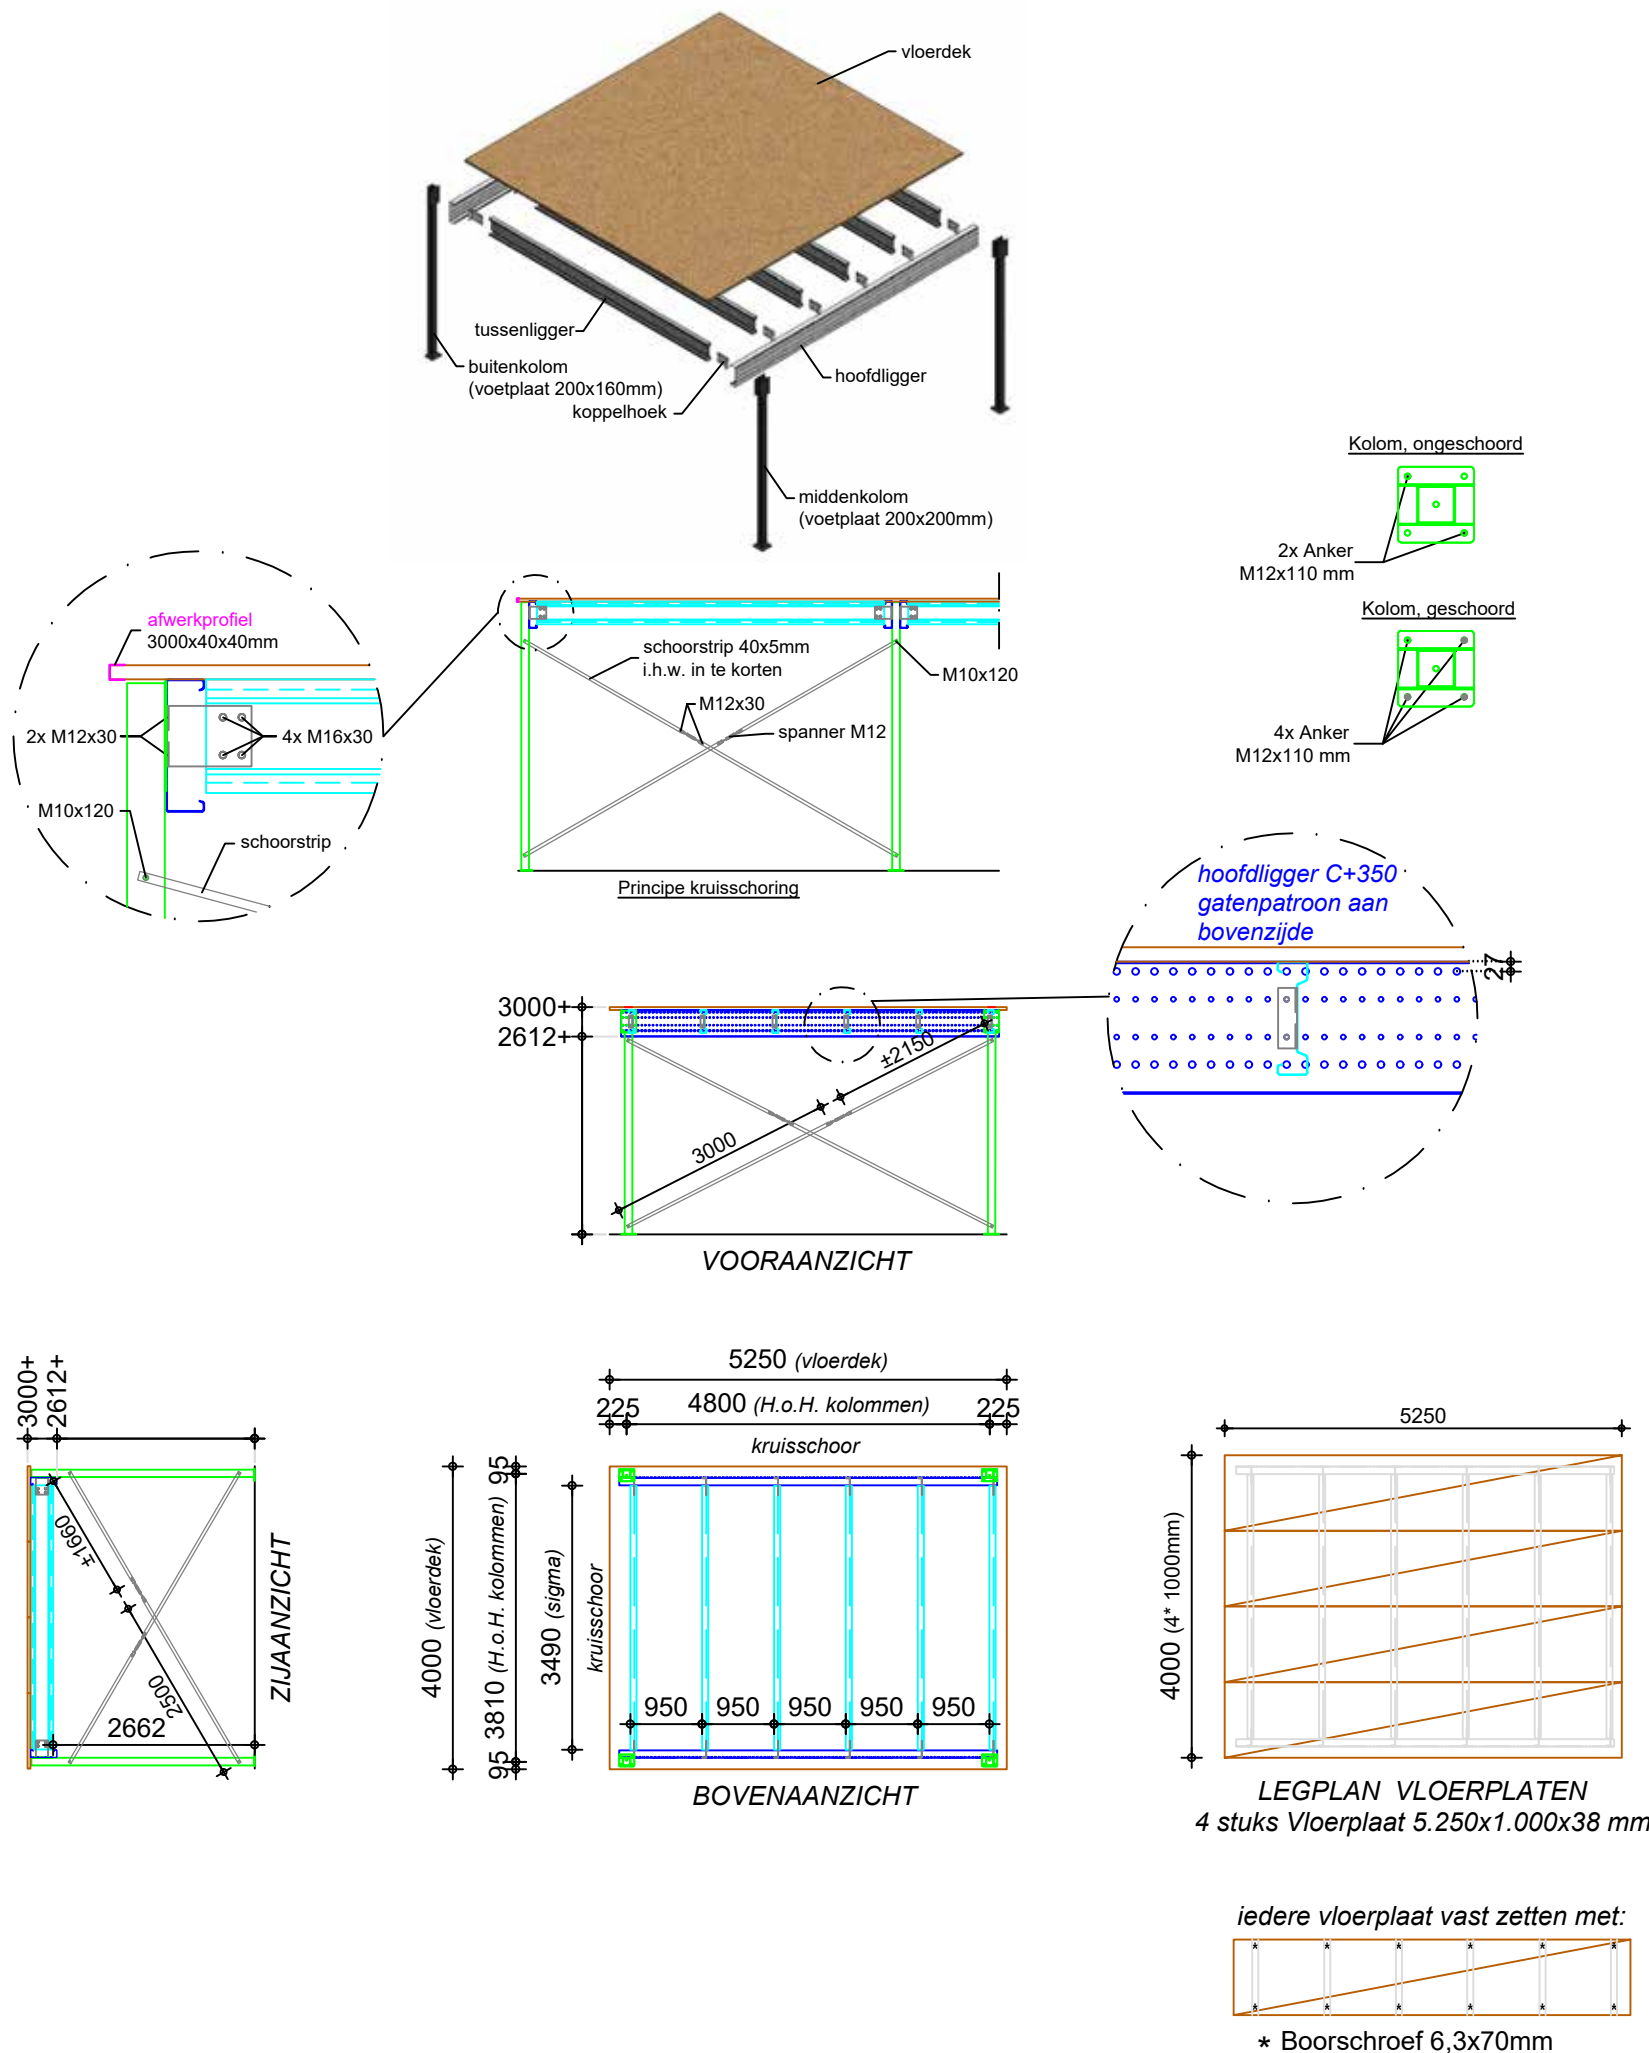 vloerdek
tussenligger
buitenkolom
(voetplaat 200x160mm)
koppelhoek
hoofdligger
middenkolom
(voetplaat 200x200mm)
Kolom, ongeschoord
2x Anker
M12x110 mm
Kolom, geschoord
4x Anker
M12x110 mm
afwerkprofiel
3000x40x40mm
2x M12x30
4x M16x30
M10x120
schoorstrip
schoorstrip 40x5mm
i.h.w. in te korten
M10x120
M12x30
spanner M12
Principe kruisschoring
hoofdligger C+350
gatenpatroon aan
bovenzijde
27
3000+
2612+
±2150
3000
VOORAANZICHT
3000+
2612+
±1660
2500
2662
ZIJAANZICHT
5250 (vloerdek)
225
4800 (H.o.H. kolommen)
225
kruisschoor
4000 (vloerdek)
95
3810 (H.o.H. kolommen)
95
3490 (sigma)
kruisschoor
950 950 950 950 950
BOVENAANZICHT
5250
4000 (4* 1000mm)
LEGPLAN VLOERPLATEN
4 stuks Vloerplaat 5.250x1.000x38 mm
iedere vloerplaat vast zetten met:
* * * * * *
* * * * * *
* Boorschroef 6,3x70mm